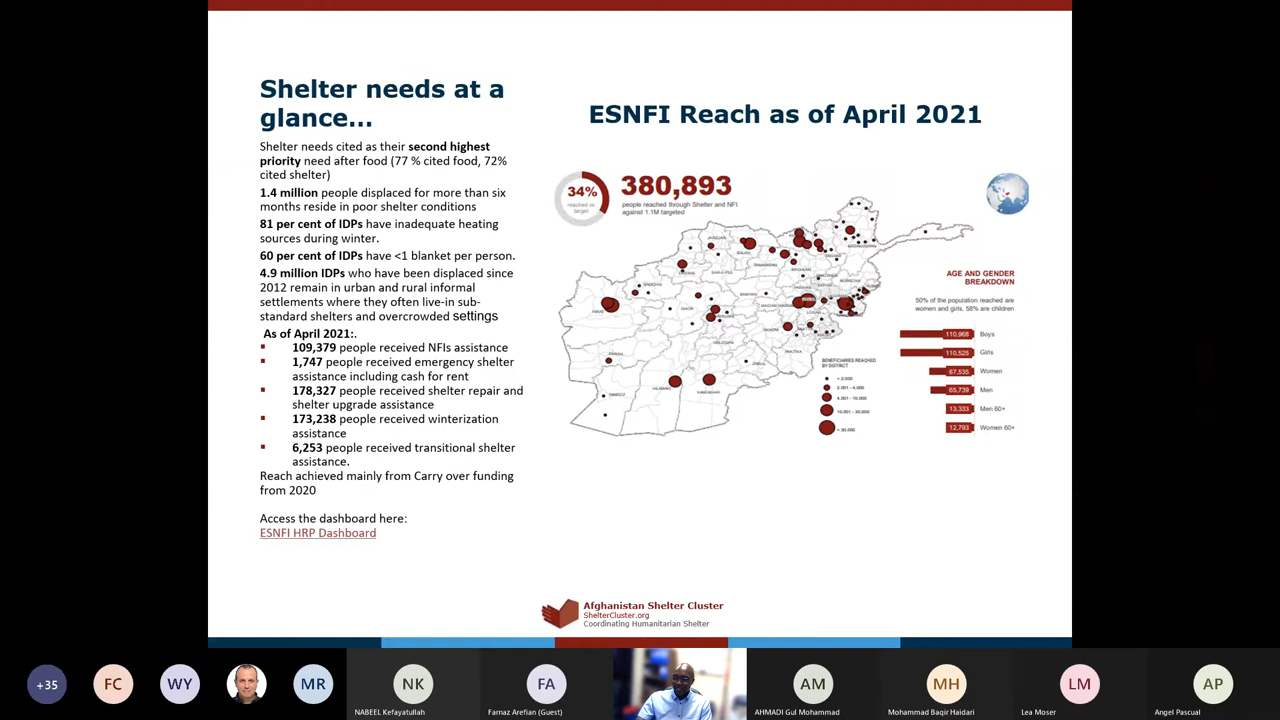 Shelter needs at a
glance...
Shelter needs cited as their second highest
priority need after food (77 % cited food, 72%
cited shelter)
1.4 million people displaced for more than six
months reside in poor shelter conditions
81 per cent of IDPs have inadequate heating
sources during winter.
60 per cent of IDPs have <1 blanket per person.
4.9 million IDPs who have been displaced since
2012 remain in urban and rural informal
settlements where they often live-in sub-
standard shelters and overcrowded settings
As of April 2021:.
109,379 people received NFIs assistance
1,747 people received emergency shelter
assistance including cash for rent
178,327 people received shelter repair and
shelter upgrade assistance
173,238 people received winterization
assistance
6,253 people received transitional shelter
assistance.
Reach achieved mainly from Carry over funding
from 2020
Access the dashboard here:
ESNFI HRP Dashboard
ESNFI Reach as of April 2021
34%
reached vs
target
380,893
people reached through Shelter and NFI
against 1.1M targeted
AGE AND GENDER
BREAKDOWN
50% of the population reached are
women and girls, 58% are children
110,968 Boys
110,525 Girls
67,535 Women
65,739 Men
13,333 Men 60+
12,793 Women 60+
BENEFICIARIES REACHED
BY DISTRICT
Afghanistan Shelter Cluster
ShelterCluster.org
Coordinating Humanitarian Shelter
+35
FC
WY
MR
NK
NABEEL Kefayatullah
FA
Farnaz Arefian (Guest)
AM
AHMADI Gul Mohammad
MH
Mohammad Baqir Haidari
LM
Lea Moser
AP
Angel Pascual